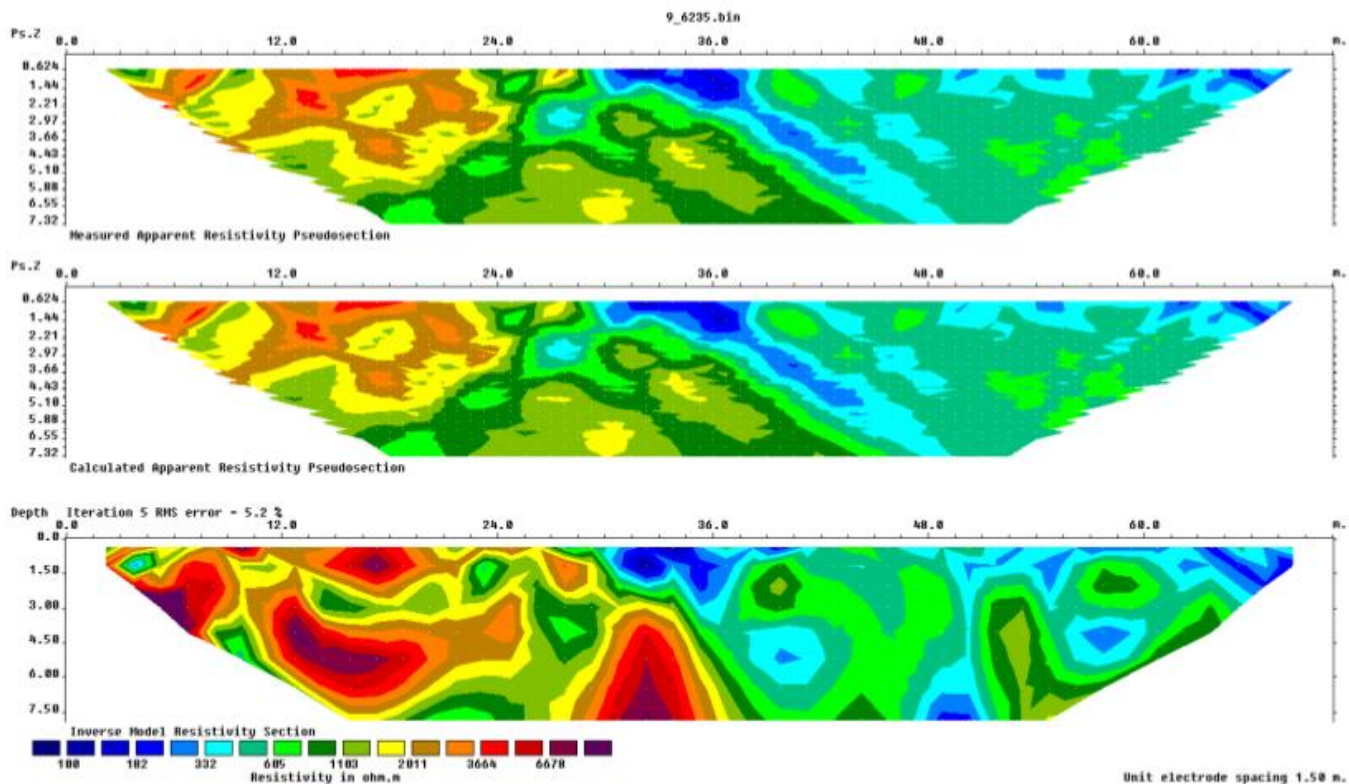 9_6235.bin
Ps.Z 0.0 12.0 24.0 36.0 48.0 60.0 m.
0.624
1.44
2.21
2.97
3.66
4.43
5.10
5.88
6.55
7.32
Measured Apparent Resistivity Pseudosection
Ps.Z 0.0 12.0 24.0 36.0 48.0 60.0 m.
0.624
1.44
2.21
2.97
3.66
4.43
5.10
5.88
6.55
7.32
Calculated Apparent Resistivity Pseudosection
Depth Iteration 5 RMS error = 5.2 %
0.0 12.0 24.0 36.0 48.0 60.0 m.
0.0
1.50
3.00
4.50
6.00
7.50
Inverse Model Resistivity Section
100 182 332 605 1103 2011 3664 6678
Resistivity in ohm.m
Unit electrode spacing 1.50 m.